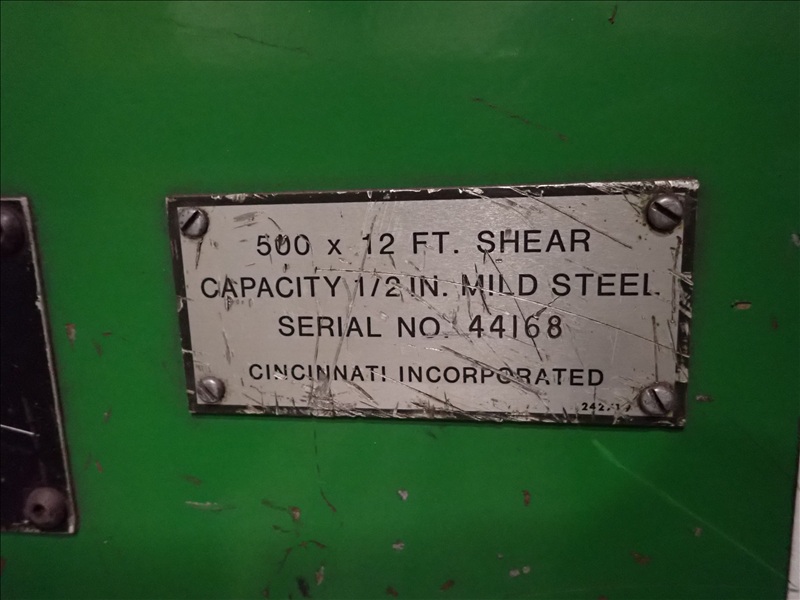 500 x 12 FT. SHEAR
CAPACITY 1/2 IN. MILD STEEL
SERIAL NO. 44168
CINCINNATI INCORPORATED